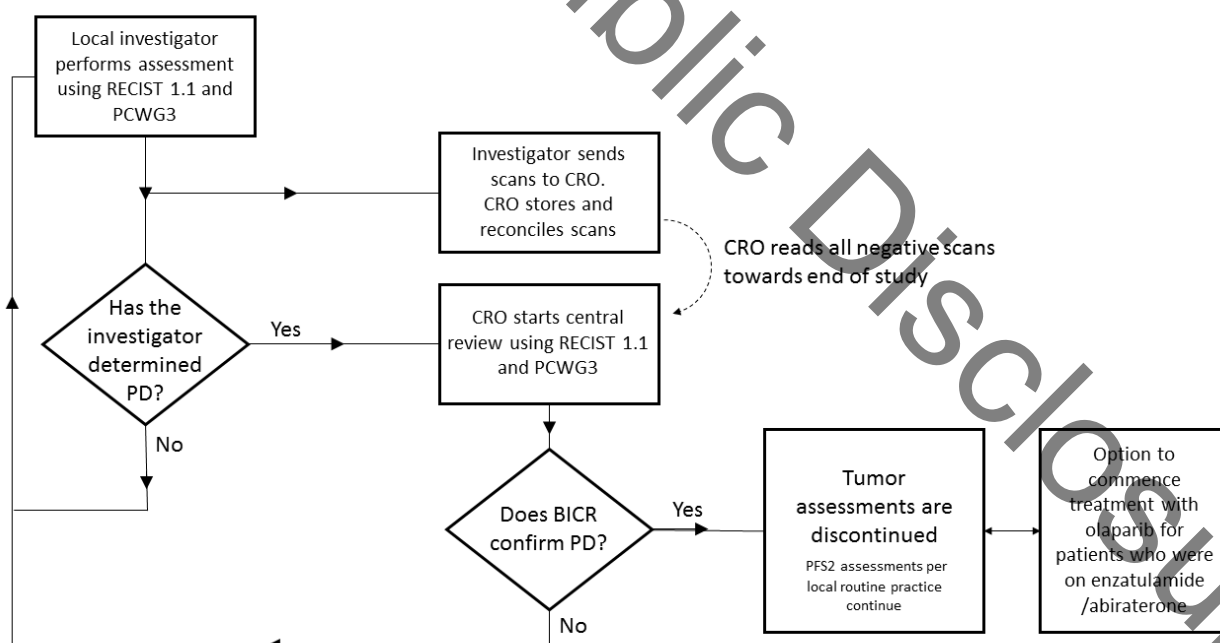 Local investigator
performs assessment
using RECIST 1.1 and
PCWG3
Investigator sends
scans to CRO.
CRO stores and
reconciles scans
CRO reads all negative scans
towards end of study
Has the
investigator
determined
PD?
Yes
CRO starts central
review using RECIST 1.1
and PCWG3
No
Does BICR
confirm PD?
Yes
Tumor
assessments are
discontinued
PFS2 assessments per
local routine practice
continue
Option to
commence
treatment with
olaparib for
patients who were
on enzatulamide
/abiraterone
No
blic Disclosu